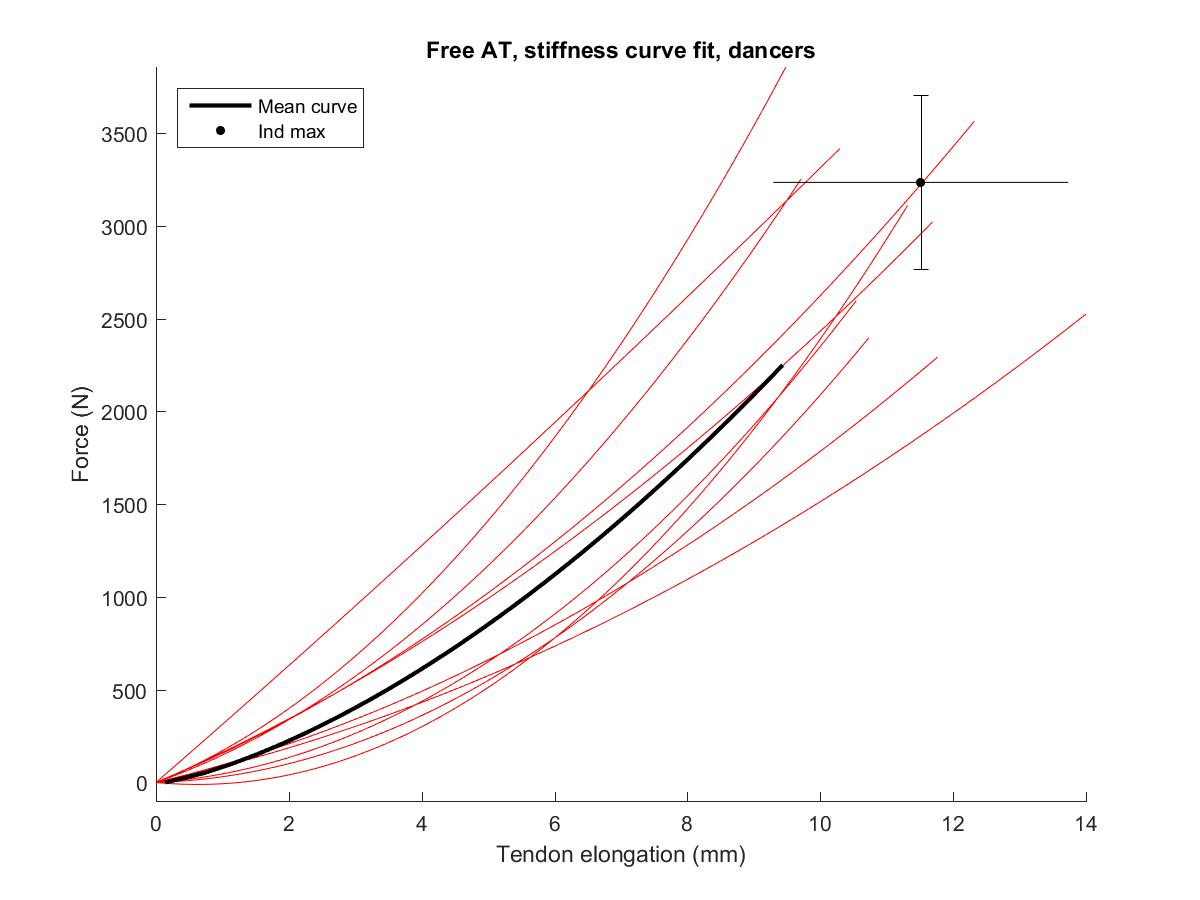 Free AT, stiffness curve fit, dancers
Mean curve
Ind max
3500
3000
2500
2000
1500
1000
500
0
Force (N)
0 2 4 6 8 10 12 14
Tendon elongation (mm)